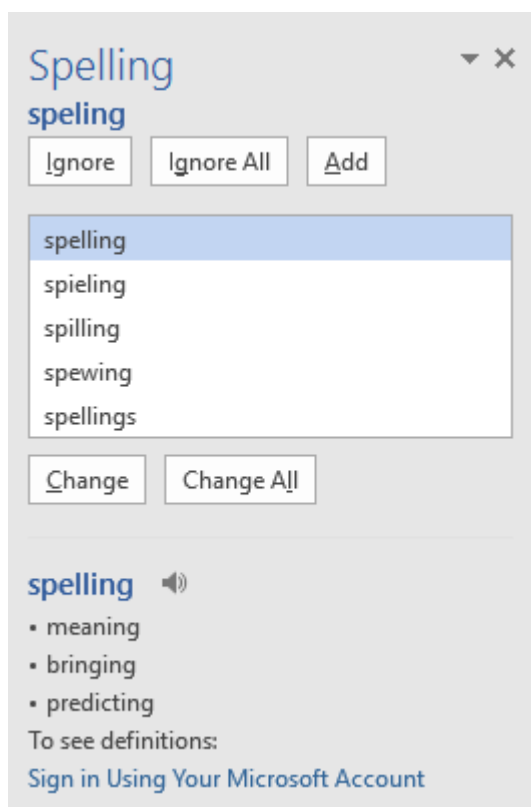 Spelling
speling
Ignore Ignore All Add
spelling
spieling
spilling
spewing
spellings
Change Change All
spelling
▪ meaning
▪ bringing
▪ predicting
To see definitions:
Sign in Using Your Microsoft Account